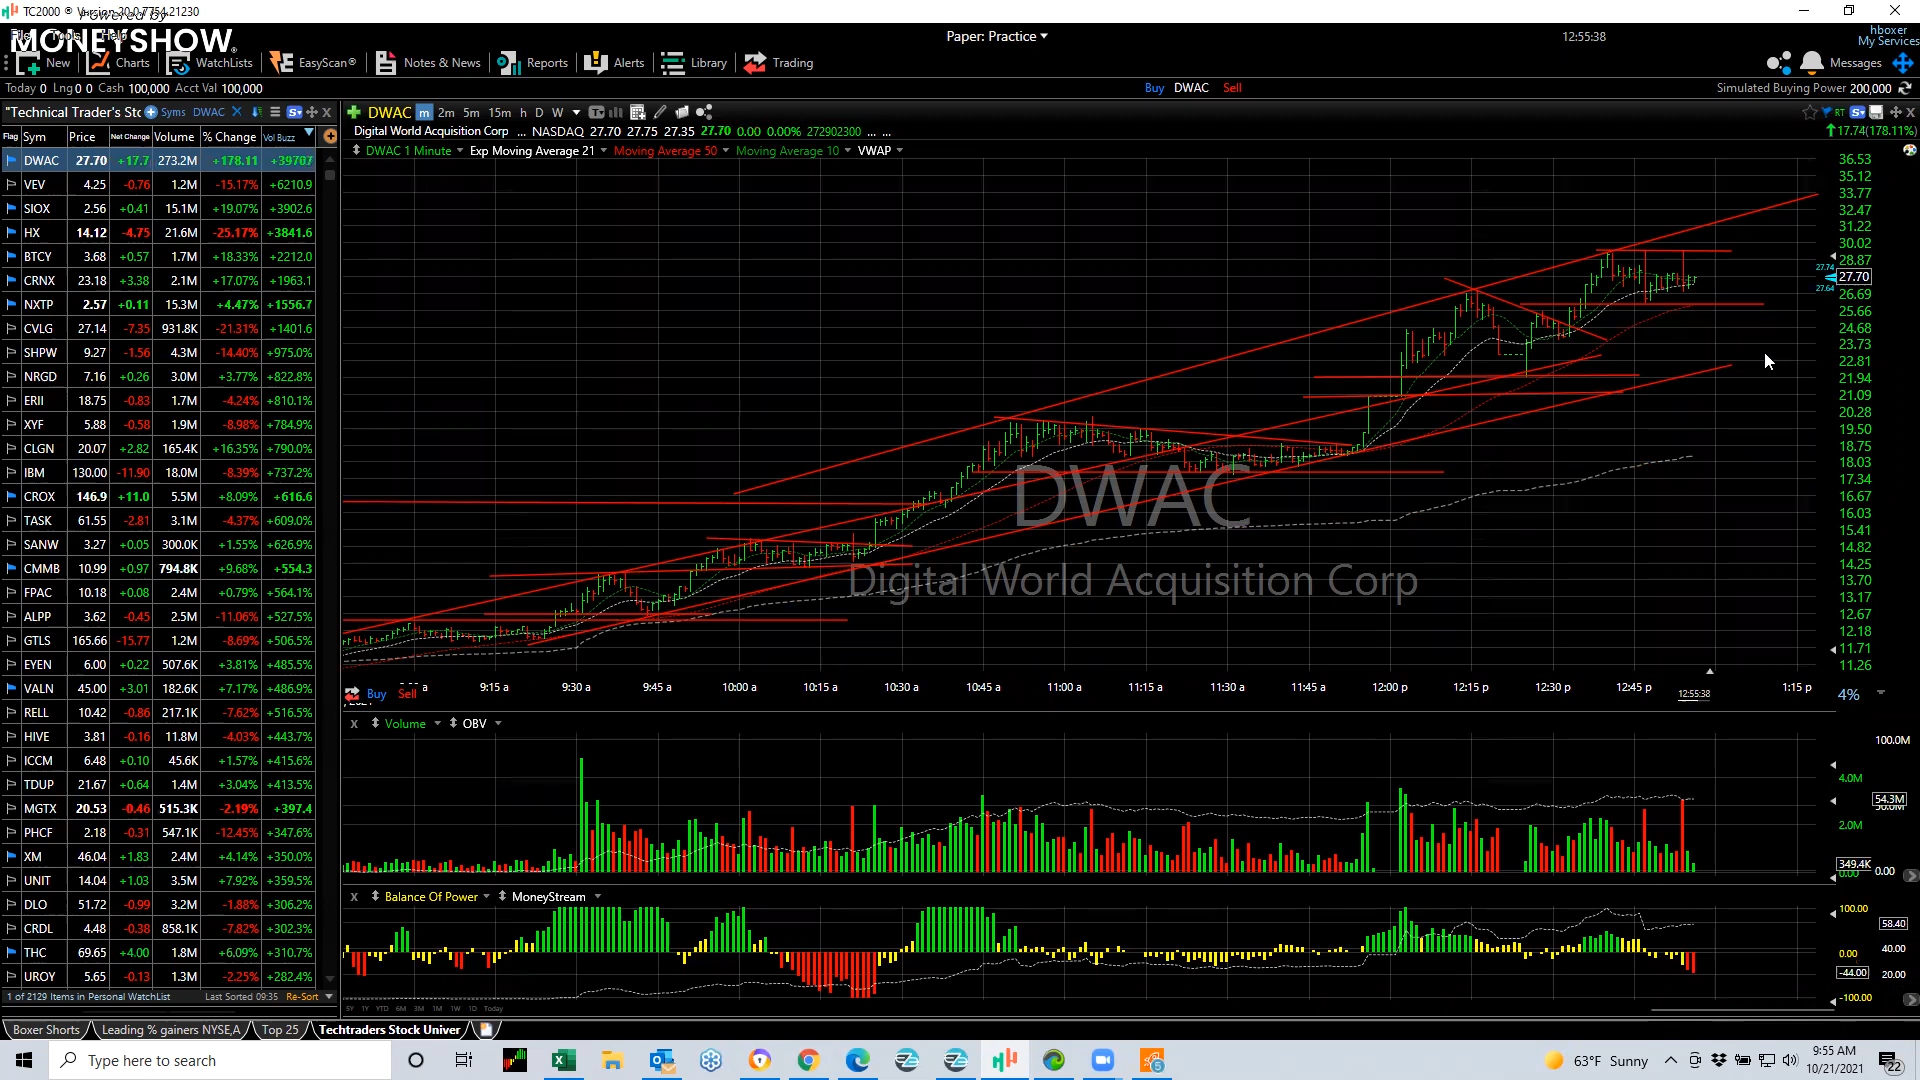 TC2000 ® Version 20.0.7754.21230
Powered by
MONEYSHOW
Paper: Practice
12:55:38
hboxer
My Services
New Charts WatchLists EasyScan® Notes & News Reports Alerts Library Trading
Messages
Today 0 Lng 0 0 Cash 100,000 Acct Val 100,000
Buy DWAC Sell
Simulated Buying Power 200,000
"Technical Trader's Stc Syms DWAC
DWAC m 2m 5m 15m h D W
RT
Digital World Acquisition Corp ... NASDAQ 27.70 27.75 27.35 27.70 0.00 0.00% 272902300 ... ...
17.74(178.11%)
DWAC 1 Minute Exp Moving Average 21 Moving Average 50 Moving Average 10 VWAP
Flag Sym Price Net Change Volume % Change Vol Buzz
DWAC 27.70 +17.7 273.2M +178.11 +39707
VEV 4.25 -0.76 1.2M -15.17% +6210.9
SIOX 2.56 +0.41 15.1M +19.07% +3902.6
HX 14.12 -4.75 21.6M -25.17% +3841.6
BTCY 3.68 +0.57 1.7M +18.33% +2212.0
CRNX 23.18 +3.38 2.1M +17.07% +1963.1
NXTP 2.57 +0.11 15.3M +4.47% +1556.7
CVLG 27.14 -7.35 931.8K -21.31% +1401.6
SHPW 9.27 -1.56 4.3M -14.40% +975.0%
NRGD 7.16 +0.26 3.0M +3.77% +822.8%
ERII 18.75 -0.83 1.7M -4.24% +810.1%
XYF 5.88 -0.58 1.9M -8.98% +784.9%
CLGN 20.07 +2.82 165.4K +16.35% +790.0%
IBM 130.00 -11.90 18.0M -8.39% +737.2%
CROX 146.9 +11.0 5.5M +8.09% +616.6
TASK 61.55 -2.81 3.1M -4.37% +609.0%
SANW 3.27 +0.05 300.0K +1.55% +626.9%
CMMB 10.99 +0.97 794.8K +9.68% +554.3
FPAC 10.18 +0.08 2.4M +0.79% +564.1%
ALPP 3.62 -0.45 2.5M -11.06% +527.5%
GTLS 165.66 -15.77 1.2M -8.69% +506.5%
EYEN 6.00 +0.22 507.6K +3.81% +485.5%
VALN 45.00 +3.01 182.6K +7.17% +486.9%
RELL 10.42 -0.86 217.1K -7.62% +516.5%
HIVE 3.81 -0.16 11.8M -4.03% +443.7%
ICCM 6.48 +0.10 45.6K +1.57% +415.6%
TDUP 21.67 +0.64 1.4M +3.04% +413.5%
MGTX 20.53 -0.46 515.3K -2.19% +397.4
PHCF 2.18 -0.31 547.1K -12.45% +347.6%
XM 46.04 +1.83 2.4M +4.14% +350.0%
UNIT 14.04 +1.03 3.5M +7.92% +359.5%
DLO 51.72 -0.99 3.2M -1.88% +306.2%
CRDL 4.48 -0.38 858.1K -7.82% +302.3%
THC 69.65 +4.00 1.8M +6.09% +310.7%
UROY 5.65 -0.13 1.3M -2.25% +282.4%
1 of 2129 Items in Personal WatchList Last Sorted 09:35 Re-Sort
36.53
35.12
33.77
32.47
31.22
30.02
28.87
27.74
27.70
27.64
26.69
25.66
24.68
23.73
22.81
21.94
21.09
20.28
19.50
18.75
18.03
17.34
16.67
16.03
15.41
14.82
14.25
13.70
13.17
12.67
12.18
11.71
11.26
DWAC
Digital World Acquisition Corp
Buy Sell a 9:15 a 9:30 a 9:45 a 10:00 a 10:15 a 10:30 a 10:45 a 11:00 a 11:15 a 11:30 a 11:45 a 12:00 p 12:15 p 12:30 p 12:45 p 12:55:38 1:15 p 4%
X Volume OBV
100.0M
4.0M
54.3M
2.0M
349.4K 0.00
X Balance Of Power MoneyStream
100.00
58.40
0.00 40.00
-44.00 20.00
-100.00
5Y 1Y YTD 6M 3M 1M 1W 1D Today
Boxer Shorts Leading % gainers NYSE,A Top 25 Techtraders Stock Univer
Type here to search
63°F Sunny
9:55 AM
10/21/2021
22